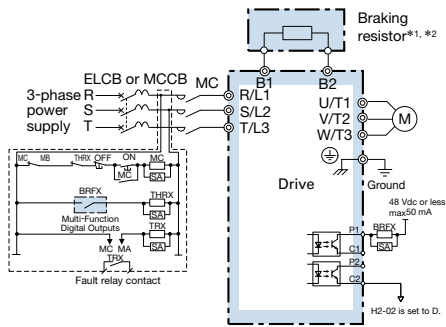 Braking
resistor*1, *2
ELCB or MCCB MC
B1 B2
3-phase R R/L1 U/T1
power S S/L2 V/T2 M
supply T T/L3 W/T3
MC MB THRX OFF ON MC
MC SA
BRFX THRX
SA
Multi-Function
Digital Outputs
TRX
SA
MC MA
TRX
Fault relay contact
Drive
Ground
48 Vdc or less
max50 mA
P1 BRFX
SA
C1
P2
C2
H2-02 is set to D.